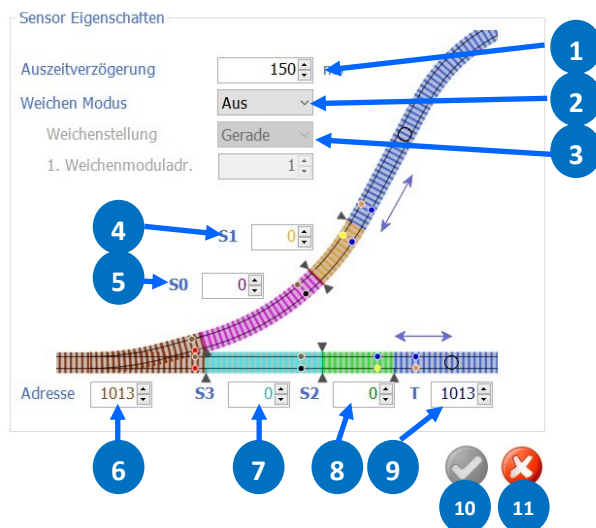 Sensor Eigenschaften
1
Auszeitverzögerung 150
2
Weichen Modus Aus
Weichenstellung Gerade
3
1. Weichenmoduladr. 1
4
S1 0
5
S0 0
Adresse 1013 S3 0 S2 0 T 1013
6 7 8 9
10 11